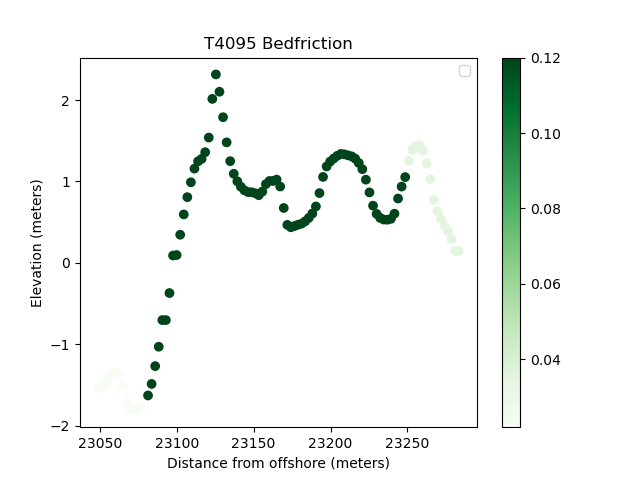 T4095 Bedfriction
Elevation (meters)
2
1
0
−1
−2
23050 23100 23150 23200 23250
Distance from offshore (meters)
0.12
0.10
0.08
0.06
0.04